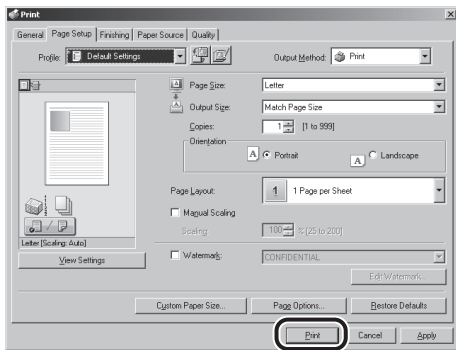 Print
General Page Setup Finishing Paper Source Quality
Profile: Default Settings Output Method: Print
Page Size: Letter
Output Size: Match Page Size
Copies: 1 [1 to 999]
Orientation
A Portrait A Landscape
Page Layout: 1 1 Page per Sheet
Manual Scaling
Scaling: 100 % [25 to 200]
Letter [Scaling: Auto]
View Settings
Watermark: CONFIDENTIAL
Edit Watermark...
Custom Paper Size... Page Options... Restore Defaults
Print Cancel Apply